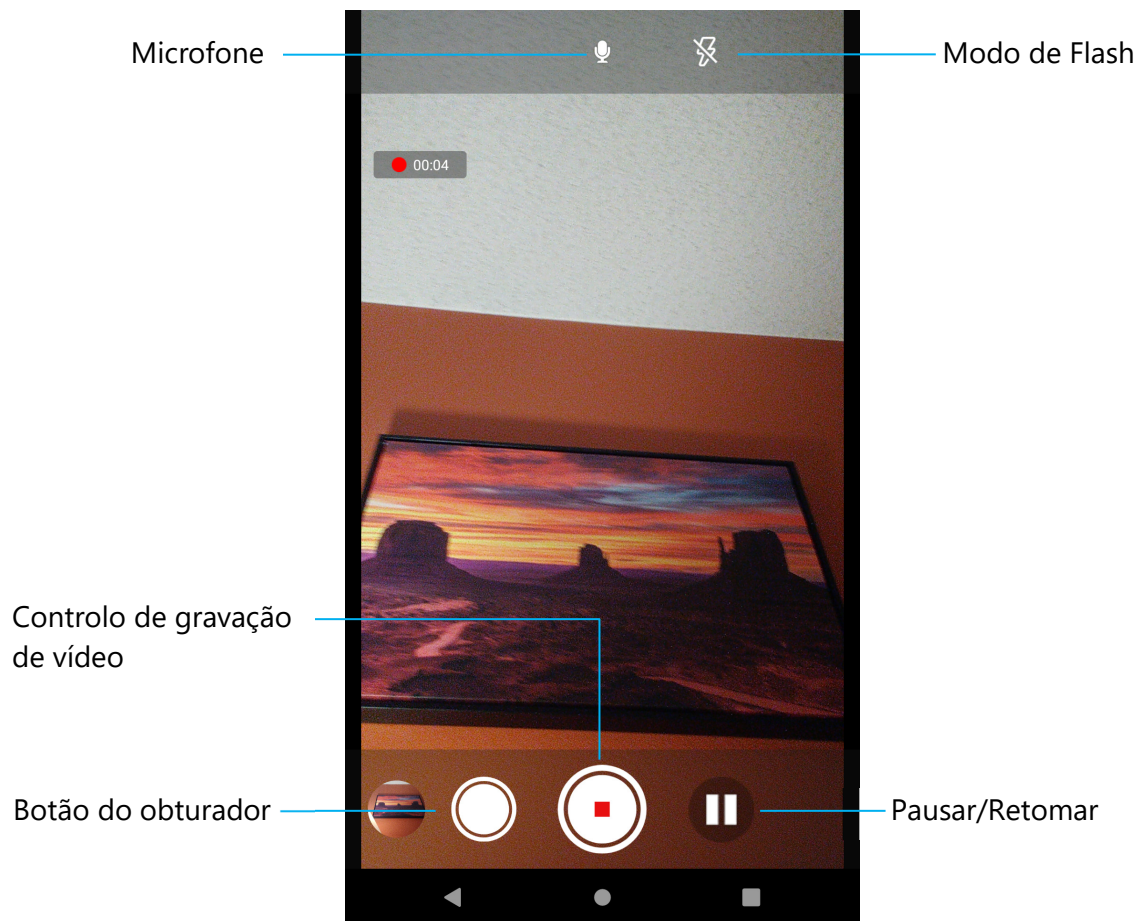 Microfone
Modo de Flash
00:04
Controlo de gravação
de vídeo
Botão do obturador
Pausar/Retomar